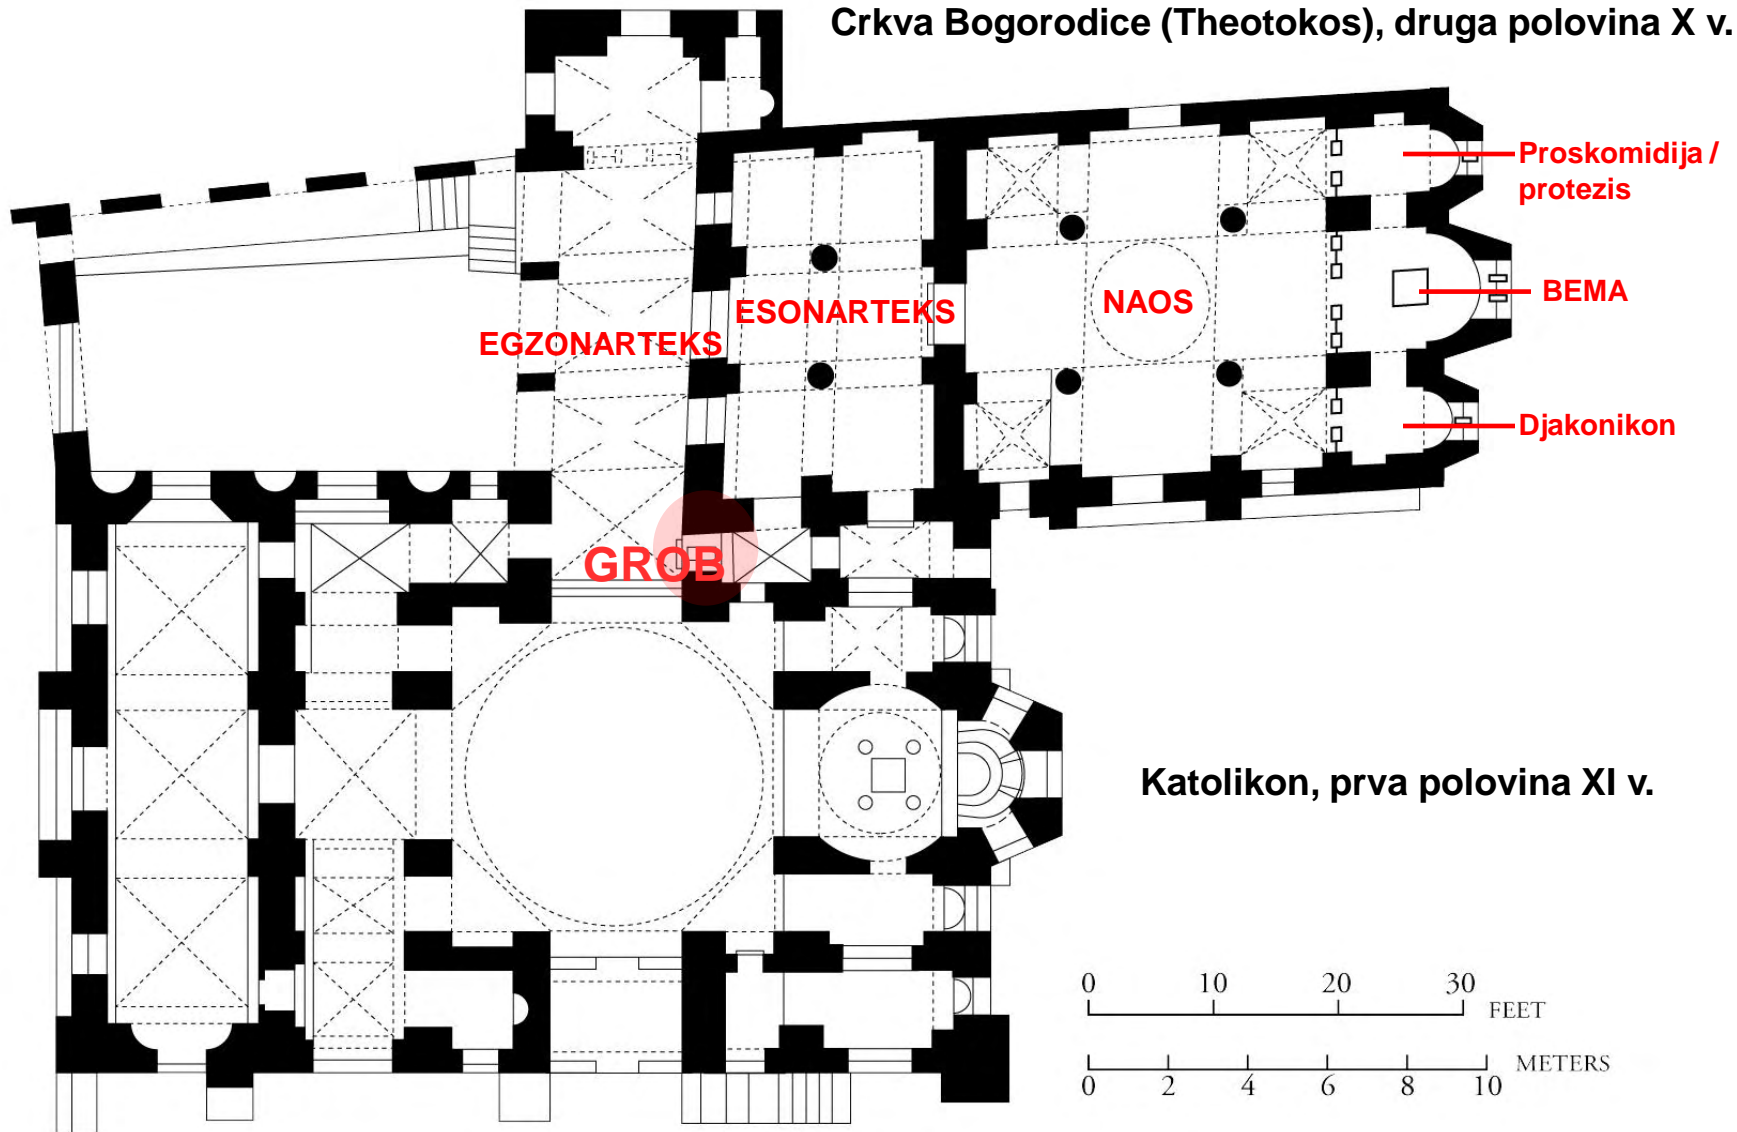 Crkva Bogorodice (Theotokos), druga polovina X v.
Proskomidija /
protezis
BEMA
NAOS
ESONARTEKS
EGZONARTEKS
Djakonikon
GROB
Katolikon, prva polovina XI v.
0 10 20 30
FEET
METERS
0 2 4 6 8 10